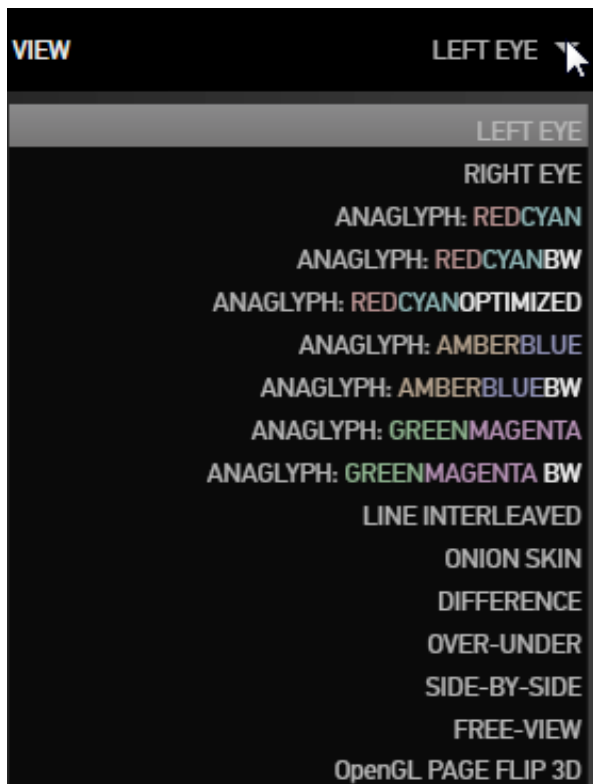 VIEW LEFT EYE
LEFT EYE
RIGHT EYE
ANAGLYPH: REDCYAN
ANAGLYPH: REDCYANBW
ANAGLYPH: REDCYANOPTIMIZED
ANAGLYPH: AMBERBLUE
ANAGLYPH: AMBERBLUEBW
ANAGLYPH: GREENMAGENTA
ANAGLYPH: GREENMAGENTA BW
LINE INTERLEAVED
ONION SKIN
DIFFERENCE
OVER-UNDER
SIDE-BY-SIDE
FREE-VIEW
OpenGL PAGE FLIP 3D